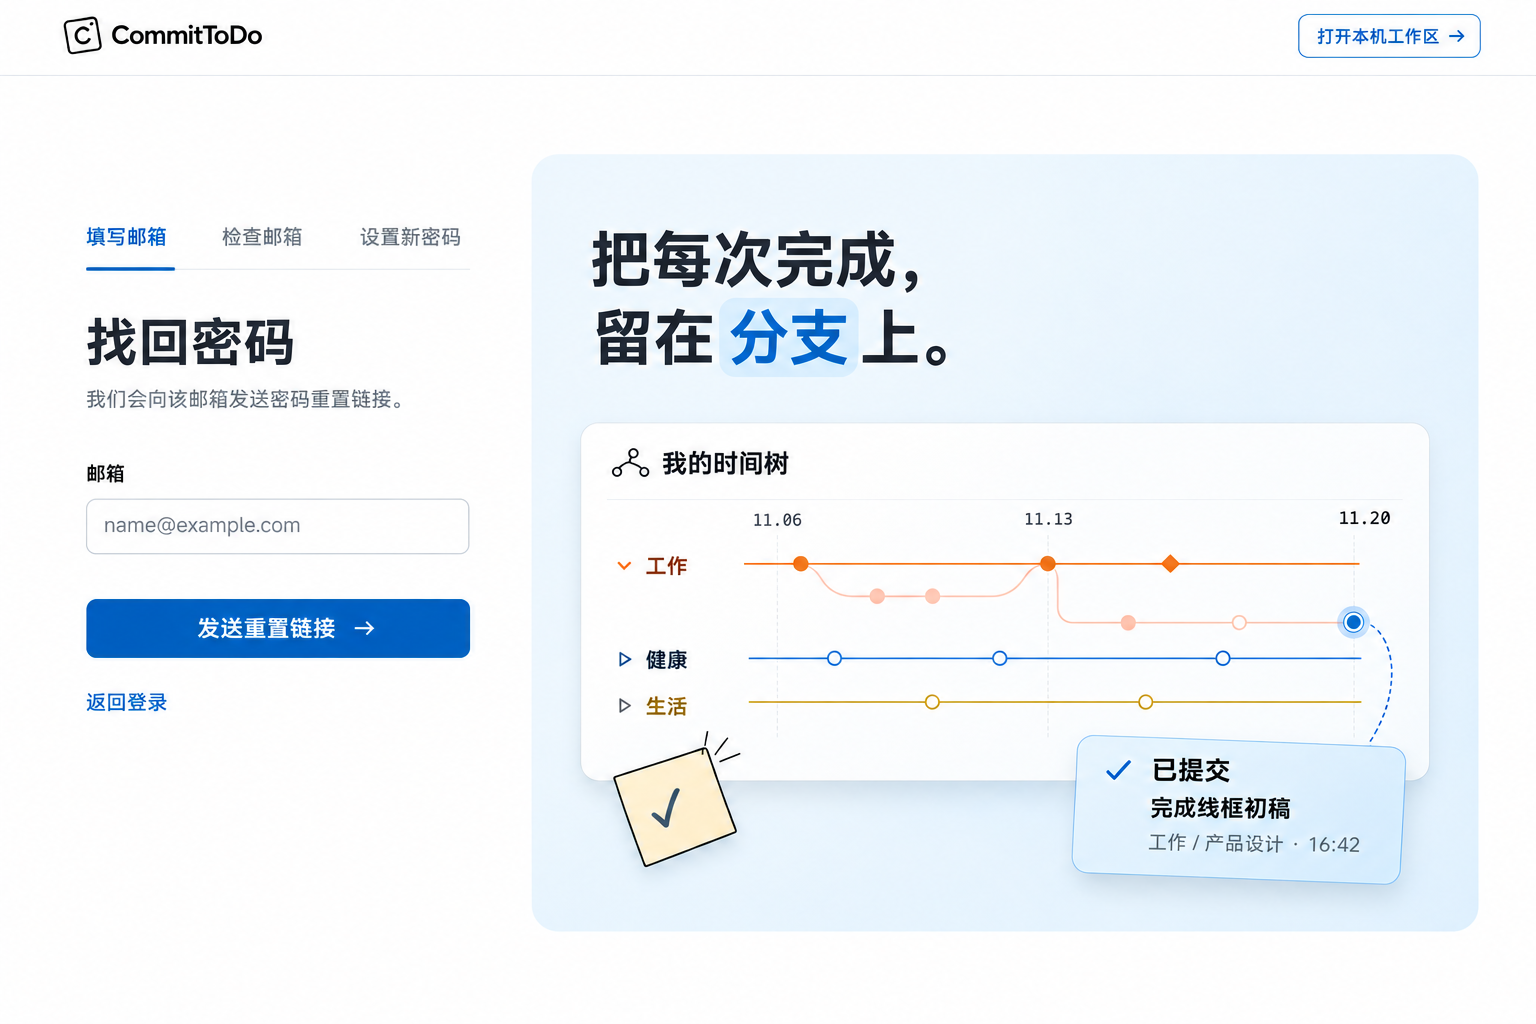 CommitToDo
打开本机工作区 →
填写邮箱 检查邮箱 设置新密码
找回密码
我们会向该邮箱发送密码重置链接。
邮箱
name@example.com
发送重置链接 →
返回登录
把每次完成，
留在分支上。
我的时间树
11.06 11.13 11.20
工作
健康
生活
已提交
完成线框初稿
工作 / 产品设计 · 16:42